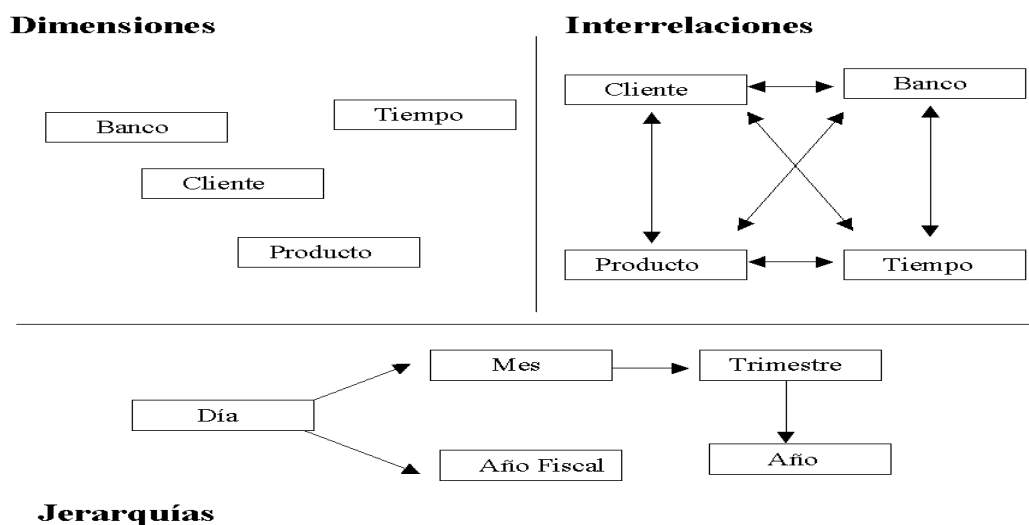 Dimensiones
Banco
Tiempo
Cliente
Producto
Interrelaciones
Cliente
Banco
Producto
Tiempo
Día
Mes
Trimestre
Año Fiscal
Año
Jerarquías